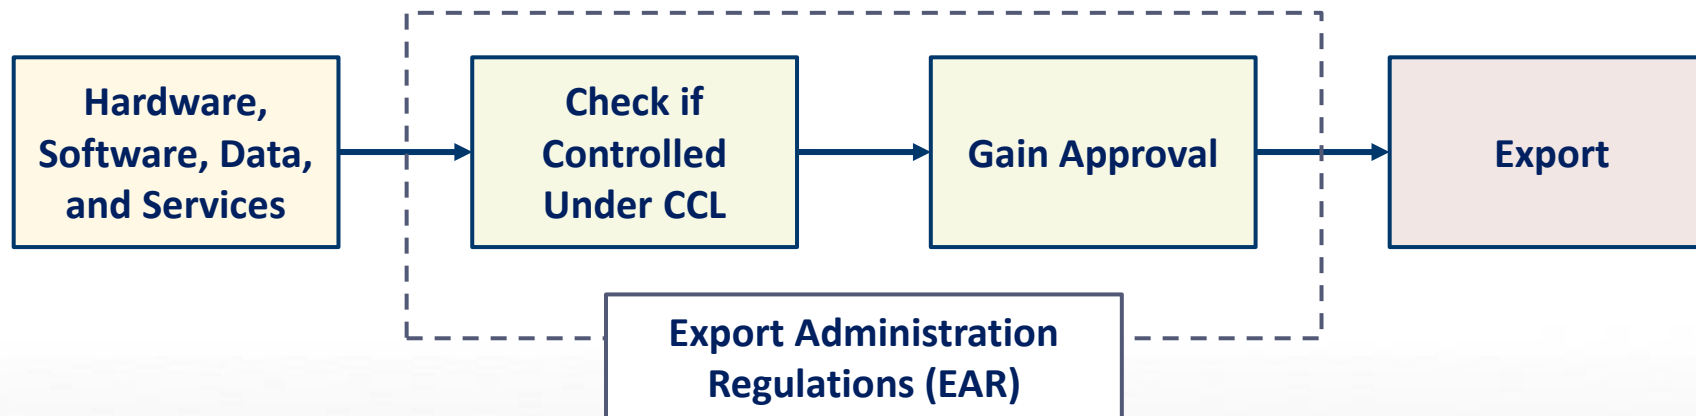 Hardware,
Software, Data,
and Services
Check if
Controlled
Under CCL
Gain Approval
Export
Export Administration
Regulations (EAR)